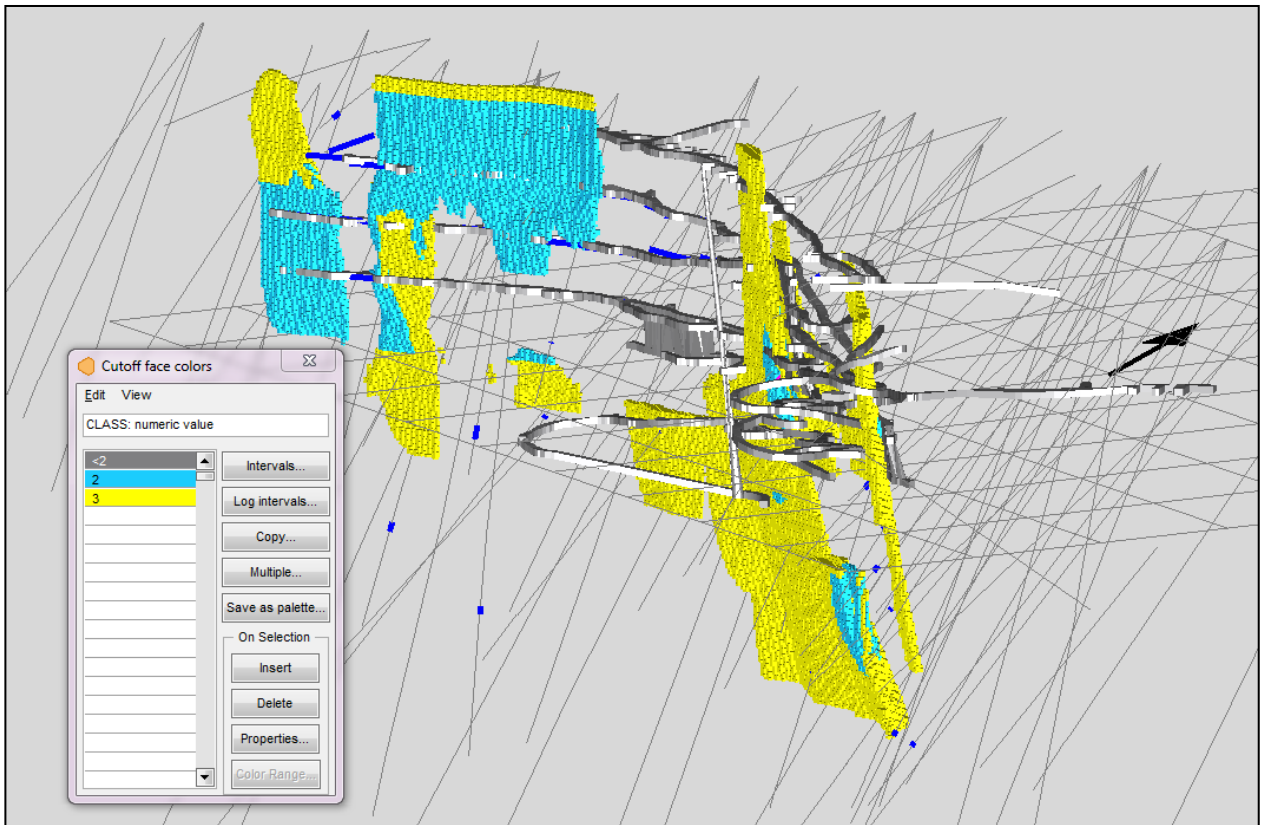 Cutoff face colors
Edit View
CLASS: numeric value
<2
2
3
Intervals...
Log intervals...
Copy...
Multiple...
Save as palette...
On Selection
Insert
Delete
Properties...
Color Range...